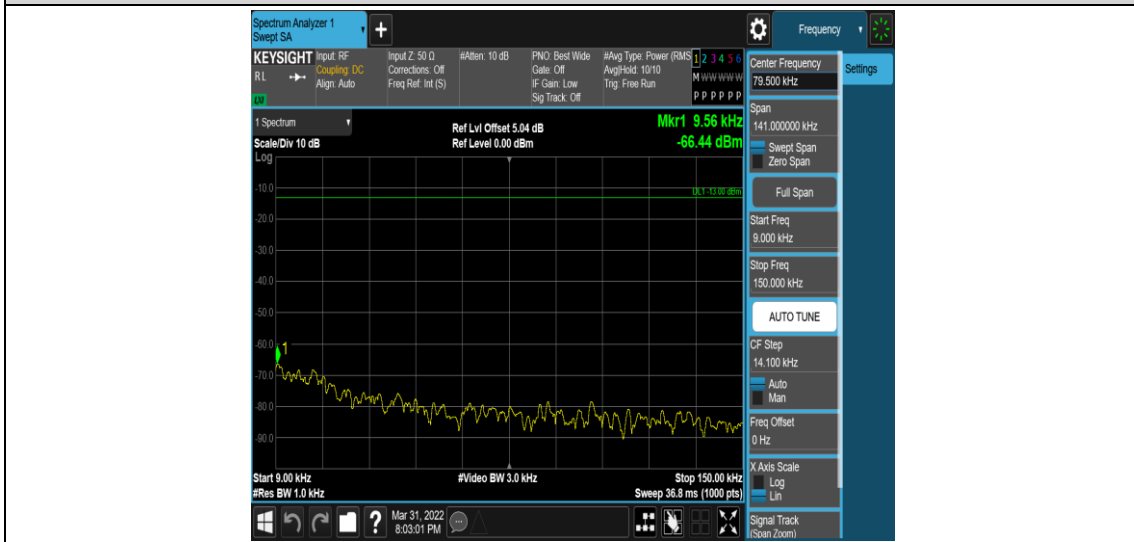 Spectrum Analyzer 1
Swept SA
+
Frequency
KEYSIGHT
RL
Input: RF
Coupling: DC
Align: Auto
Input Z: 50 Ω
Corrections: Off
Freq Ref: Int (S)
#Atten: 10 dB
PNO: Best Wide
Gate: Off
IF Gain: Low
Sig Track: Off
#Avg Type: Power (RMS
Avg|Hold: 10/10
Trig: Free Run
1 2 3 4 5 6
M W W W W W
P P P P P P
1 Spectrum
Scale/Div 10 dB
Log
Ref Lvl Offset 5.04 dB
Ref Level 0.00 dBm
Mkr1 9.56 kHz
-66.44 dBm
-10.0
DL1 -13.00 dBm
-20.0
-30.0
-40.0
-50.0
-60.0
1
-70.0
-80.0
-90.0
Start 9.00 kHz
#Res BW 1.0 kHz
#Video BW 3.0 kHz
Stop 150.00 kHz
Sweep 36.8 ms (1000 pts)
Mar 31, 2022
8:03:01 PM
?
Center Frequency
79.500 kHz
Settings
Span
141.000000 kHz
Swept Span
Zero Span
Full Span
Start Freq
9.000 kHz
Stop Freq
150.000 kHz
AUTO TUNE
CF Step
14.100 kHz
Auto
Man
Freq Offset
0 Hz
X Axis Scale
Log
Lin
Signal Track
(Span Zoom)